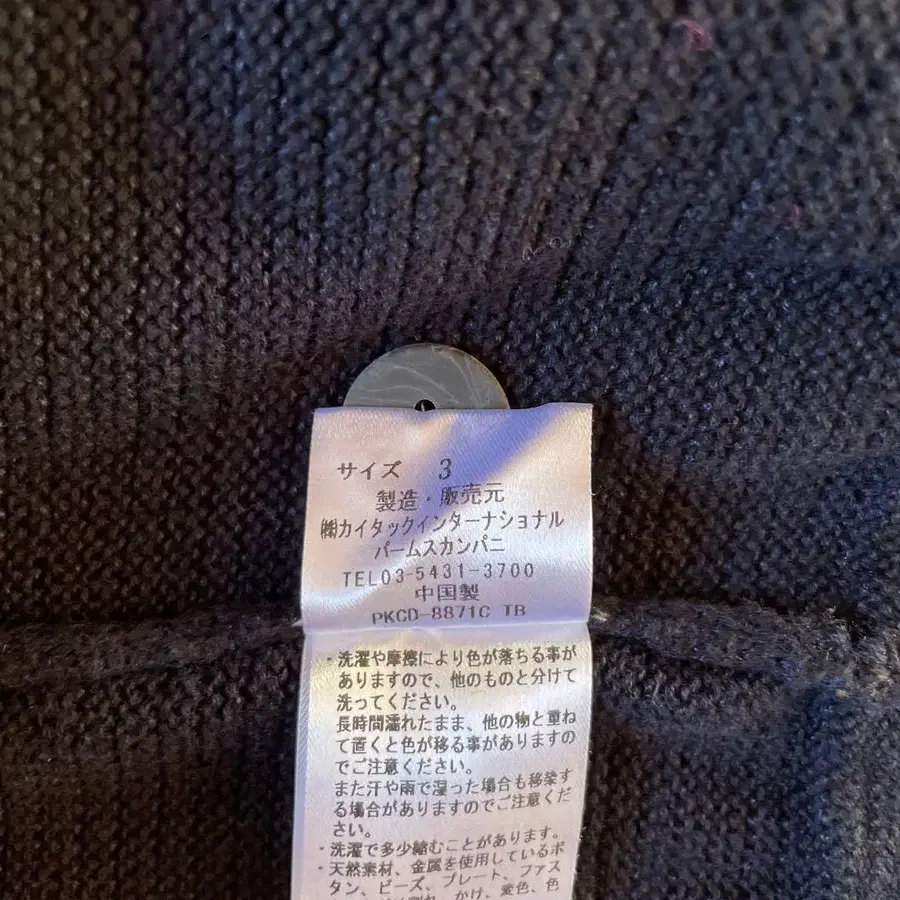 サイズ 3
製造・販売元
㈱カイタックインターナショナル
パームスカンパニ
TEL03-5431-3700
中国製
PKCD-8871C TB
・洗濯や摩擦により色が落ちる事が
ありますので、他のものと分けて
洗ってください。
長時間濡れたまま、他の物と重ね
て置くと色が移る事がありますの
でご注意ください。
また汗や雨で湿った場合も移染す
る場合がありますのでご注意くだ
さい。
・洗濯で多少縮むことがあります。
・天然素材、金属を使用しているボ
タン、ビーズ、プレート、ファス
かけ、変色、色